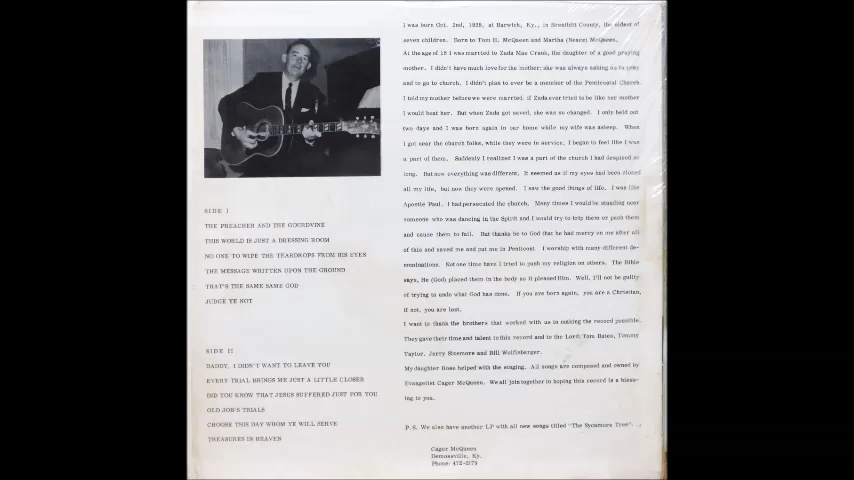 SIDE I
THE PREACHER AND THE GOURDVINE
THIS WORLD IS JUST A DRESSING ROOM
NO ONE TO WIPE THE TEARDROPS FROM HIS EYES
THE MESSAGE WRITTEN UPON THE GROUND
THAT'S THE SAME SAME GOD
JUDGE YE NOT
SIDE II
DADDY, I DIDN'T WANT TO LEAVE YOU
EVERY TRIAL BRINGS ME JUST A LITTLE CLOSER
DID YOU KNOW THAT JESUS SUFFERED JUST FOR YOU
OLD JOB'S TRIALS
CHOOSE THIS DAY WHOM YE WILL SERVE
TREASURES IN HEAVEN
I was born Oct. 2nd, 1929, at Barwick, Ky., in Breathitt County, the oldest of
seven children. Born to Tom H. McQueen and Martha (Neace) McQueen.
At the age of 18 I was married to Zada Mae Crank, the daughter of a good praying
mother. I didn't have much love for the mother; she was always asking us to pray
and to go to church. I didn't plan to ever be a member of the Pentecostal Church.
I told my mother before we were married, if Zada ever tried to be like her mother
I would beat her. But when Zada got saved, she was so changed. I only held out
two days and I was born again in our home while my wife was asleep. When
I got near the church folks, while they were in service, I began to feel like I was
a part of them. Suddenly I realized I was a part of the church I had despised so
long. But now everything was different. It seemed as if my eyes had been closed
all my life, but now they were opened. I saw the good things of life. I was like
Apostle Paul. I had persecuted the church. Many times I would be standing near
someone who was dancing in the Spirit and I would try to trip them or push them
and cause them to fall. But thanks be to God that he had mercy on me after all
of this and saved me and put me in Penticost. I worship with many different de-
nominations. Not one time have I tried to push my religion on others. The Bible
says, He (God) placed them in the body as it pleased Him. Well, I'll not be guilty
of trying to undo what God has done. If you are born again, you are a Christian,
if not, you are lost.
I want to thank the brothers that worked with us in making the record possible.
They gave their time and talent to this record and to the Lord; Tom Bates, Tommy
Taylor, Jerry Sizemore and Bill Wolfinbarger.
My daughter Rose helped with the singing. All songs are composed and owned by
Evangelist Cager McQueen. We all join together in hoping this record is a bless-
ing to you.
P.S. We also have another LP with all new songs titled "The Sycamore Tree".
Cager McQueen
Demossville, Ky.
Phone: 472-2179